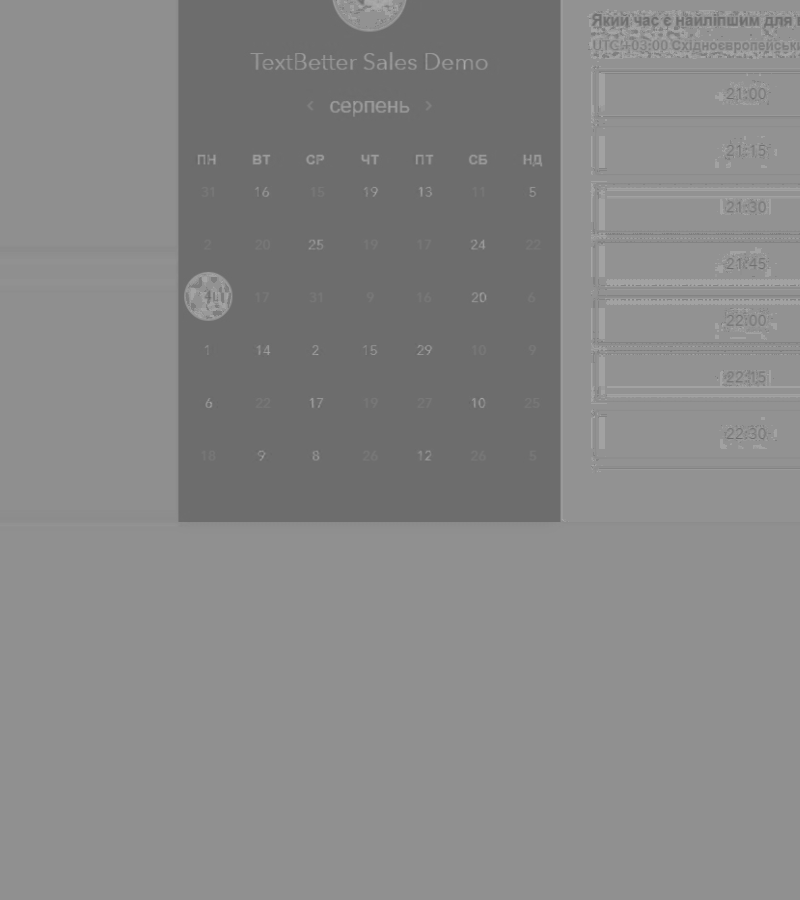 TextBetter Sales Demo
‹ серпень ›
ПН ВТ СР ЧТ ПТ СБ НД
31 16 15 19 13 11 5
2 20 25 19 17 24 22
17 31 9 16 20 6
1 14 2 15 29 10 9
6 22 17 19 27 10 25
18 9 8 26 12 26 5
Який час є найліпшим для
UTC+03:00 Східноєвропейськ
21:00
21:15
21:30
21:45
22:00
22:15
22:30